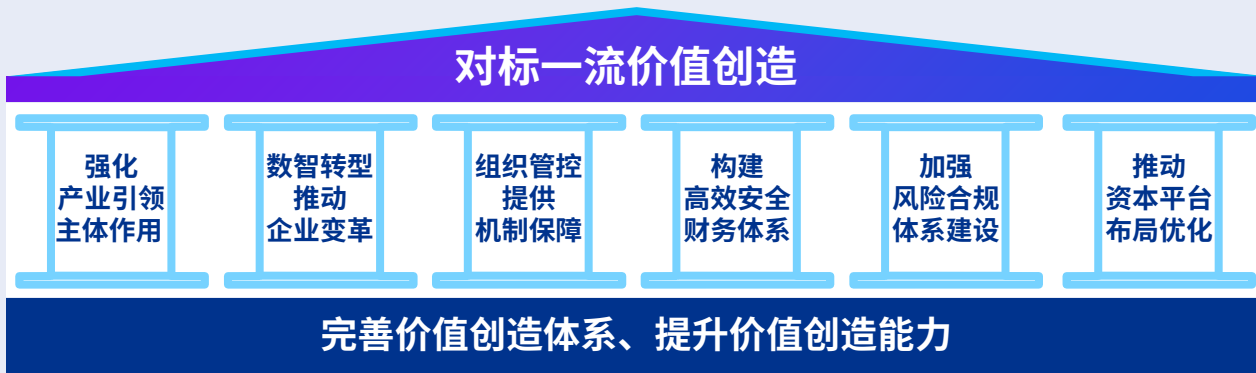 对标一流价值创造
强化
产业引领
主体作用
数智转型
推动
企业变革
组织管控
提供
机制保障
构建
高效安全
财务体系
加强
风险合规
体系建设
推动
资本平台
布局优化
完善价值创造体系、提升价值创造能力